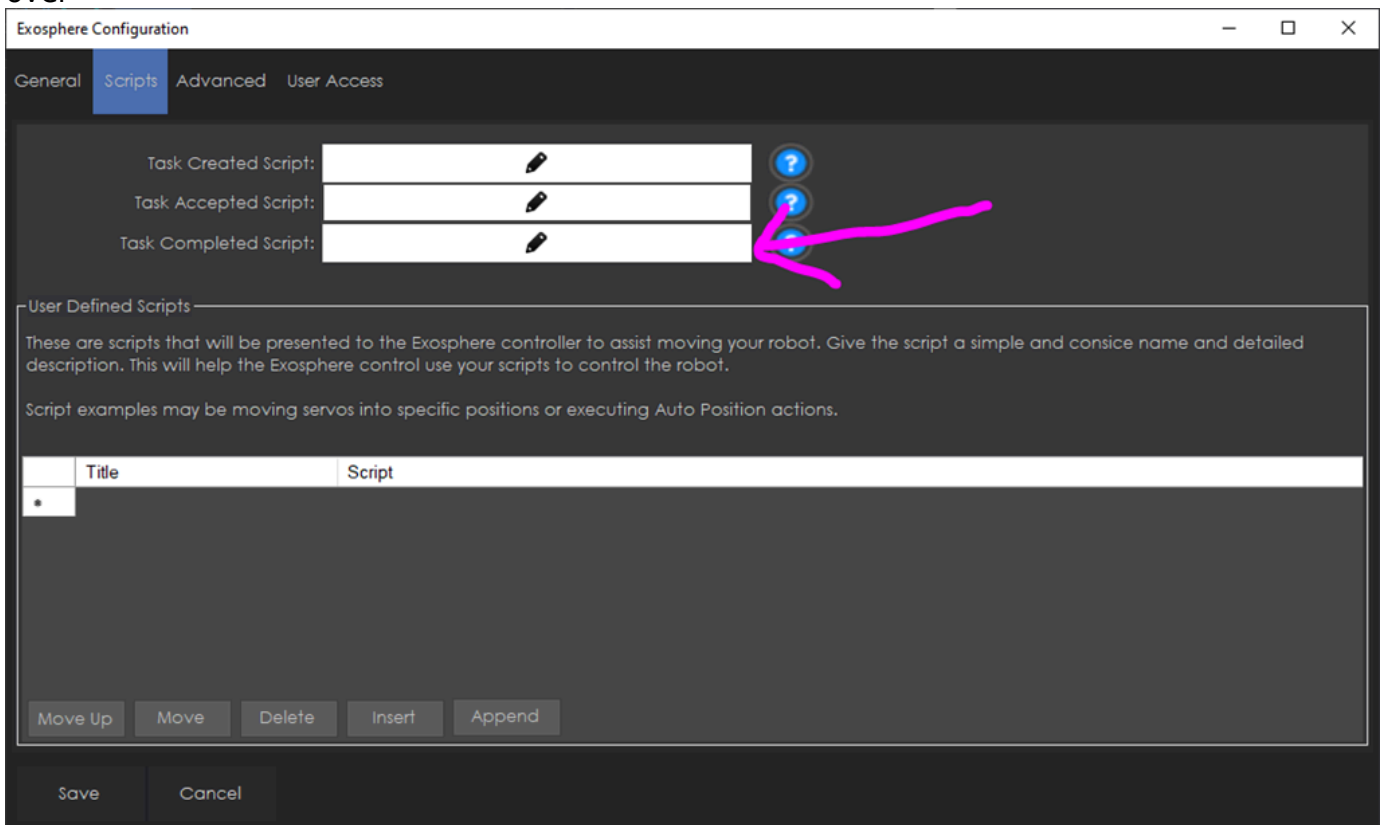 Exosphere Configuration
General Scripts Advanced User Access
Task Created Script:
Task Accepted Script:
Task Completed Script:
User Defined Scripts
These are scripts that will be presented to the Exosphere controller to assist moving your robot. Give the script a simple and consice name and detailed
description. This will help the Exosphere control use your scripts to control the robot.
Script examples may be moving servos into specific positions or executing Auto Position actions.
Title Script
*
Move Up Move Delete Insert Append
Save Cancel